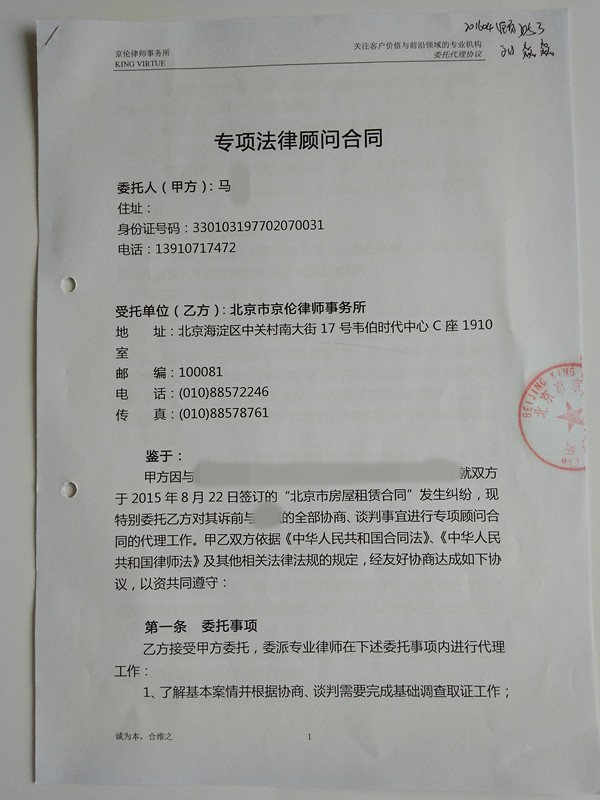 京伦律师事务所
KING VIRTUE
关注客户价值与前沿领域的专业机构
委托代理协议
专项法律顾问合同
委托人（甲方）：马
住址：
身份证号码：330103197702070031
电话：13910717472
受托单位（乙方）：北京市京伦律师事务所
地　　址：北京海淀区中关村南大街 17 号韦伯时代中心 C 座 1910
室
邮　　编：100081
电　　话：(010)88572246
传　　真：(010)88578761
鉴于：
甲方因与 就双方
于 2015 年 8 月 22 日签订的“北京市房屋租赁合同”发生纠纷，现
特别委托乙方对其诉前与 的全部协商、谈判事宜进行专项顾问合
同的代理工作。甲乙双方依据《中华人民共和国合同法》、《中华人民
共和国律师法》及其他相关法律法规的规定，经友好协商达成如下协
议，以资共同遵守：
第一条　委托事项
乙方接受甲方委托，委派专业律师在下述委托事项内进行代理
工作：
1、了解基本案情并根据协商、谈判需要完成基础调查取证工作；
诚为本，合维之
1
BEIJING KING
北京市京